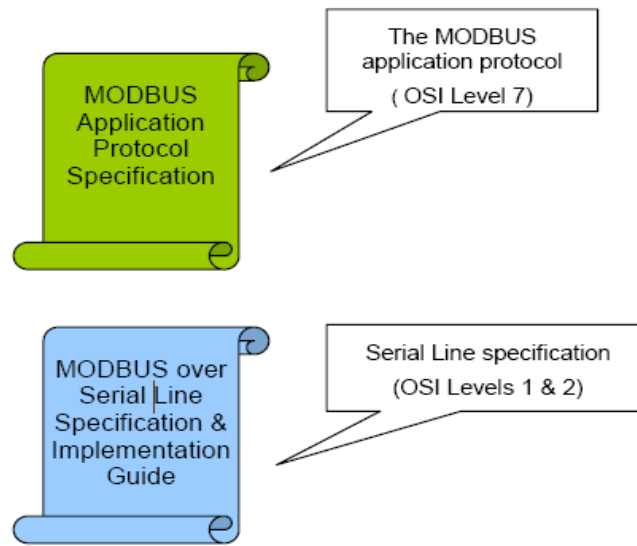 MODBUS
Application
Protocol
Specification
The MODBUS
application protocol
( OSI Level 7)
MODBUS over
Serial Line
Specification &
Implementation
Guide
Serial Line specification
(OSI Levels 1 & 2)